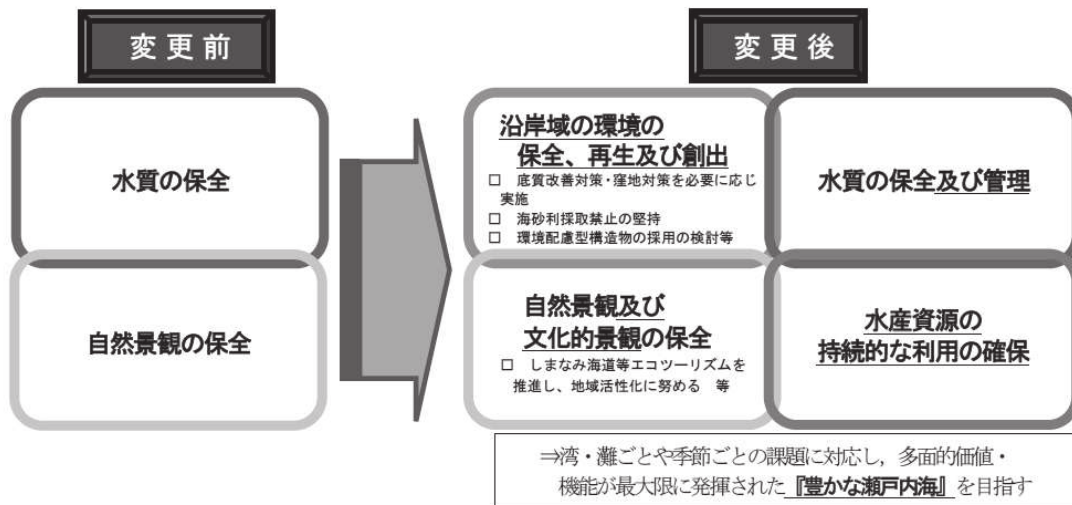 変更前
水質の保全
自然景観の保全
変更後
沿岸域の環境の
保全、再生及び創出
□ 底質改善対策・窪地対策を必要に応じ
実施
□ 海砂利採取禁止の堅持
□ 環境配慮型構造物の採用の検討等
水質の保全及び管理
自然景観及び
文化的景観の保全
□ しまなみ海道等エコツーリズムを
推進し、地域活性化に努める 等
水産資源の
持続的な利用の確保
⇒湾・灘ごとや季節ごとの課題に対応し，多面的価値・
機能が最大限に発揮された『豊かな瀬戸内海』を目指す